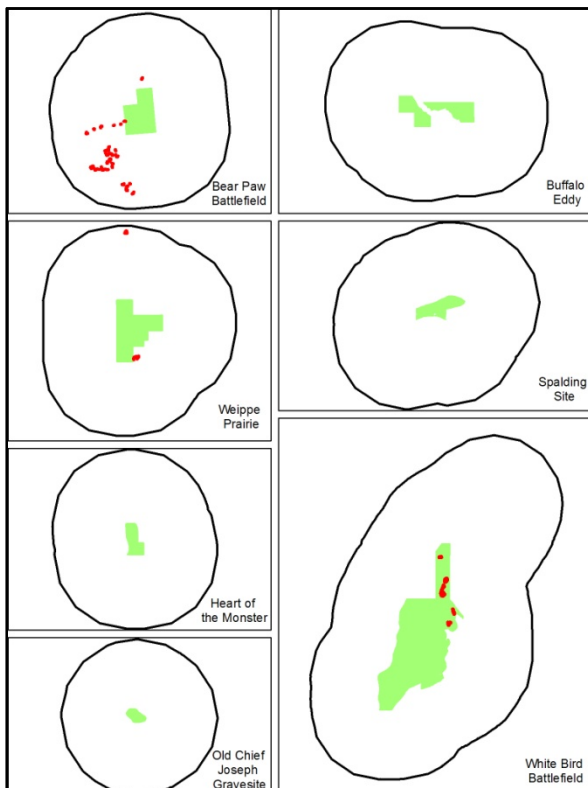 Bear Paw
Battlefield
Buffalo
Eddy
Weippe
Prairie
Spalding
Site
Heart of
the Monster
Old Chief
Joseph
Gravesite
White Bird
Battlefield